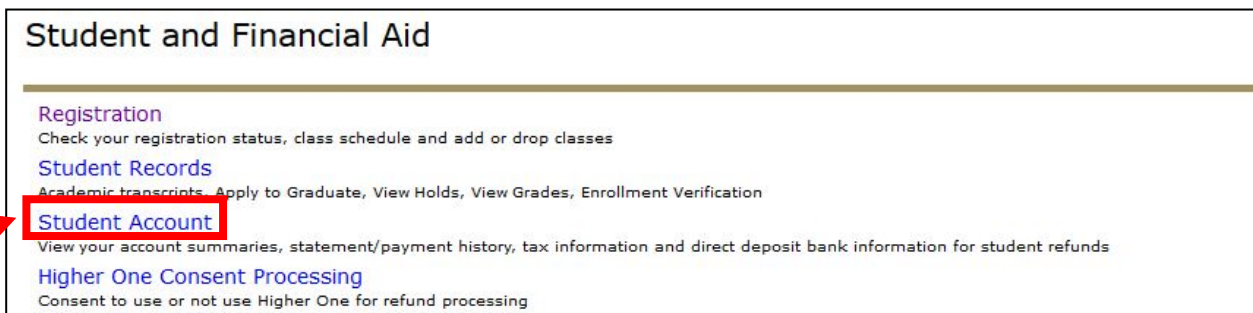 Student and Financial Aid
Registration
Check your registration status, class schedule and add or drop classes
Student Records
Academic transcripts, Apply to Graduate, View Holds, View Grades, Enrollment Verification
Student Account
View your account summaries, statement/payment history, tax information and direct deposit bank information for student refunds
Higher One Consent Processing
Consent to use or not use Higher One for refund processing